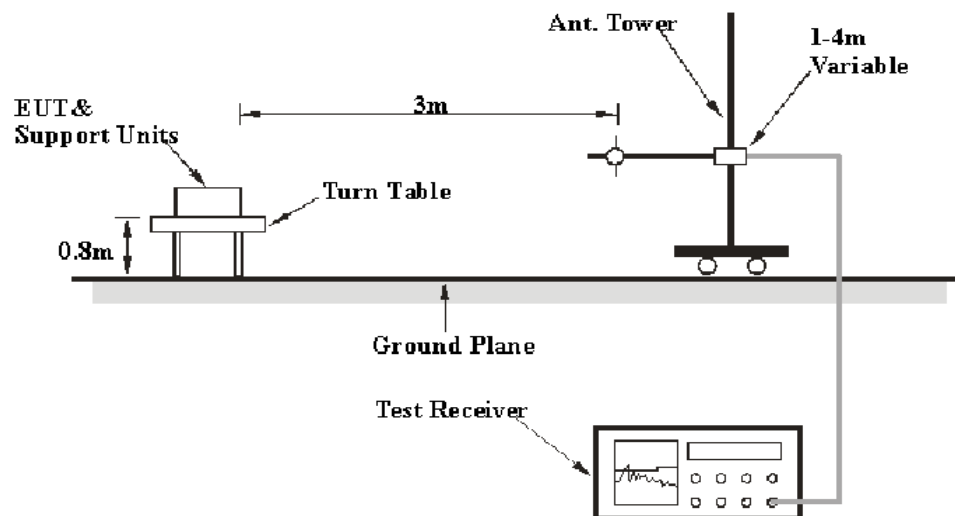 Ant. Tower
1-4m
Variable
EUT&
Support Units
3m
Turn Table
0.8m
Ground Plane
Test Receiver